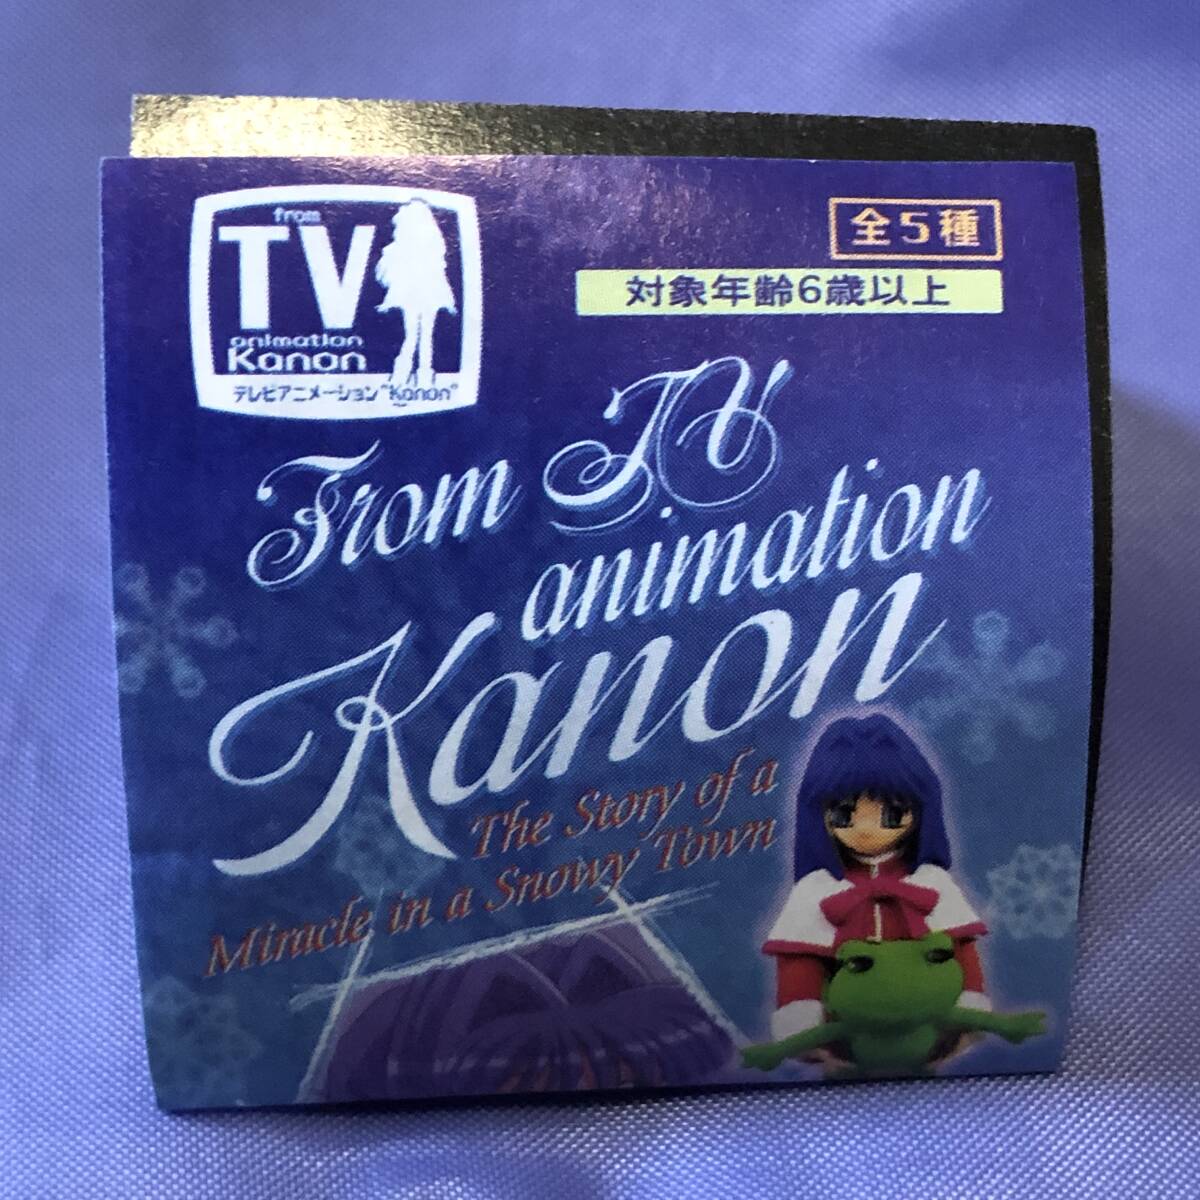 from
TV
animation
Kanon
テレビアニメーション"Kanon"
全5種
対象年齢6歳以上
From TV
animation
Kanon
The Story of a
Miracle in a Snowy Town